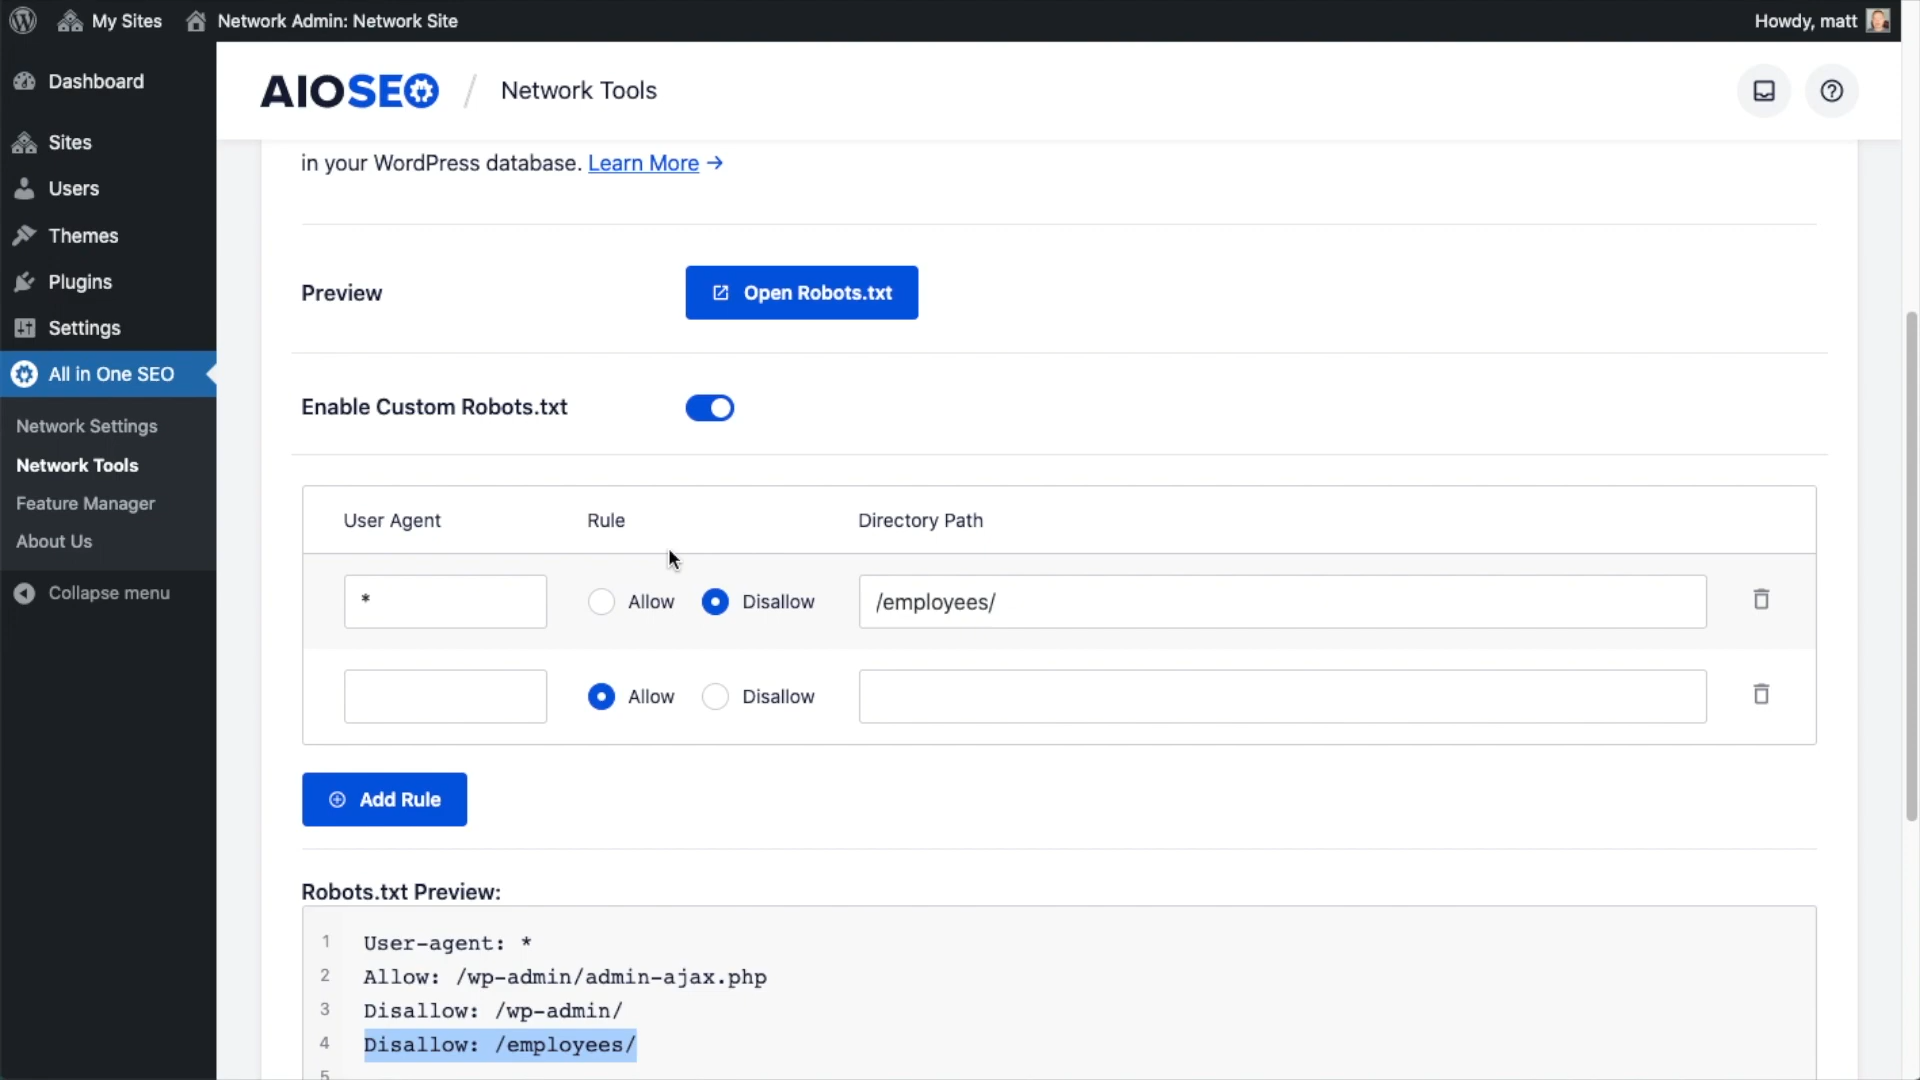 My Sites
Network Admin: Network Site
Howdy, matt
Dashboard
Sites
Users
Themes
Plugins
Settings
All in One SEO
Network Settings
Network Tools
Feature Manager
About Us
Collapse menu
AIOSEO / Network Tools
in your WordPress database. Learn More →
Preview
Open Robots.txt
Enable Custom Robots.txt
User Agent Rule Directory Path
* Allow Disallow /employees/
Allow Disallow
Add Rule
Robots.txt Preview:
1 User-agent: *
2 Allow: /wp-admin/admin-ajax.php
3 Disallow: /wp-admin/
4 Disallow: /employees/
5